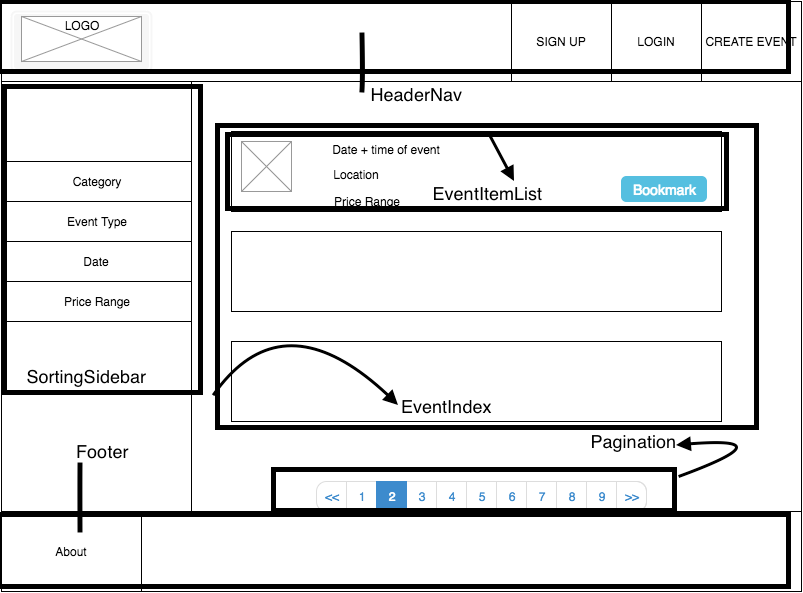 LOGO
SIGN UP
LOGIN
CREATE EVENT
HeaderNav
Date + time of event
Location
Price Range
EventItemList
Bookmark
Category
Event Type
Date
Price Range
SortingSidebar
EventIndex
Pagination
Footer
<< 1 2 3 4 5 6 7 8 9 >>
About